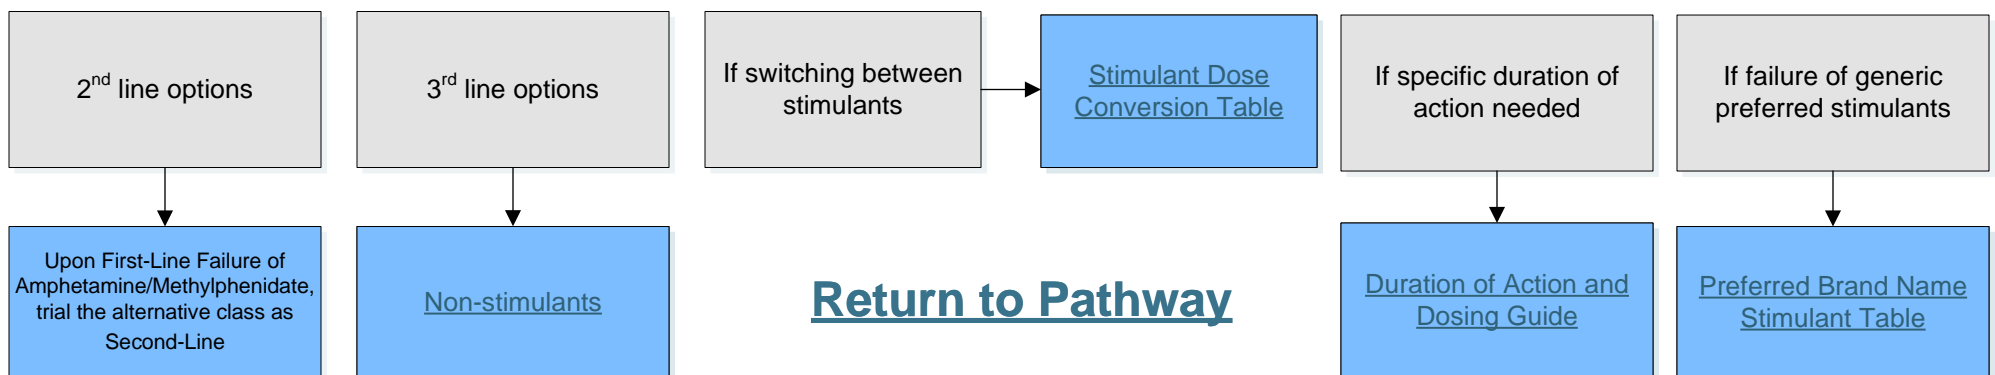 2nd line options
3rd line options
If switching between
stimulants
Stimulant Dose
Conversion Table
If specific duration of
action needed
If failure of generic
preferred stimulants
Upon First-Line Failure of
Amphetamine/Methylphenidate,
trial the alternative class as
Second-Line
Non-stimulants
Return to Pathway
Duration of Action and
Dosing Guide
Preferred Brand Name
Stimulant Table